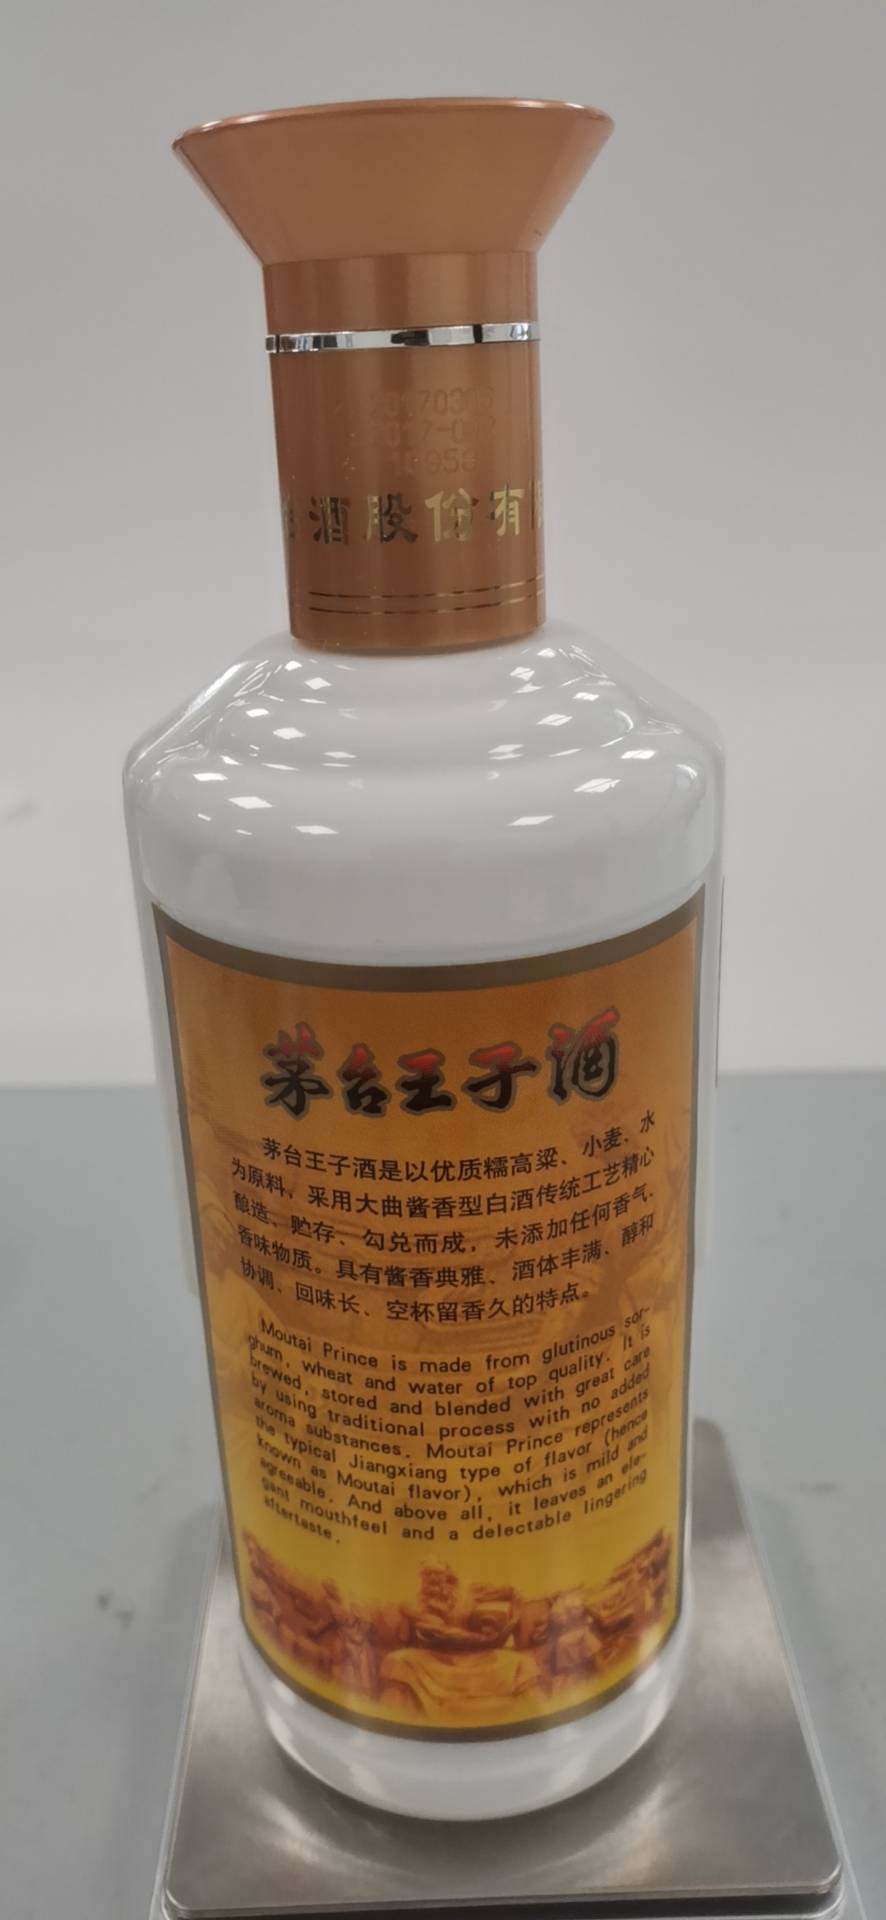 酒股份有
茅台王子酒
茅台王子酒是以优质糯高粱、小麦、水
为原料，采用大曲酱香型白酒传统工艺精心
酿造、贮存、勾兑而成，未添加任何香气、
香味物质。具有酱香典雅、酒体丰满、醇和
协调、回味长、空杯留香久的特点。
Moutai Prince is made from glutinous sor-
ghum, wheat and water of top quality. It is
brewed, stored and blended with great care
by using traditional process with no added
aroma substances. Moutai Prince represents
the typical Jiangxiang type of flavor (hence
known as Moutai flavor), which is mild and
agreeable. And above all, it leaves an ele-
gant mouthfeel and a delectable lingering
aftertaste.